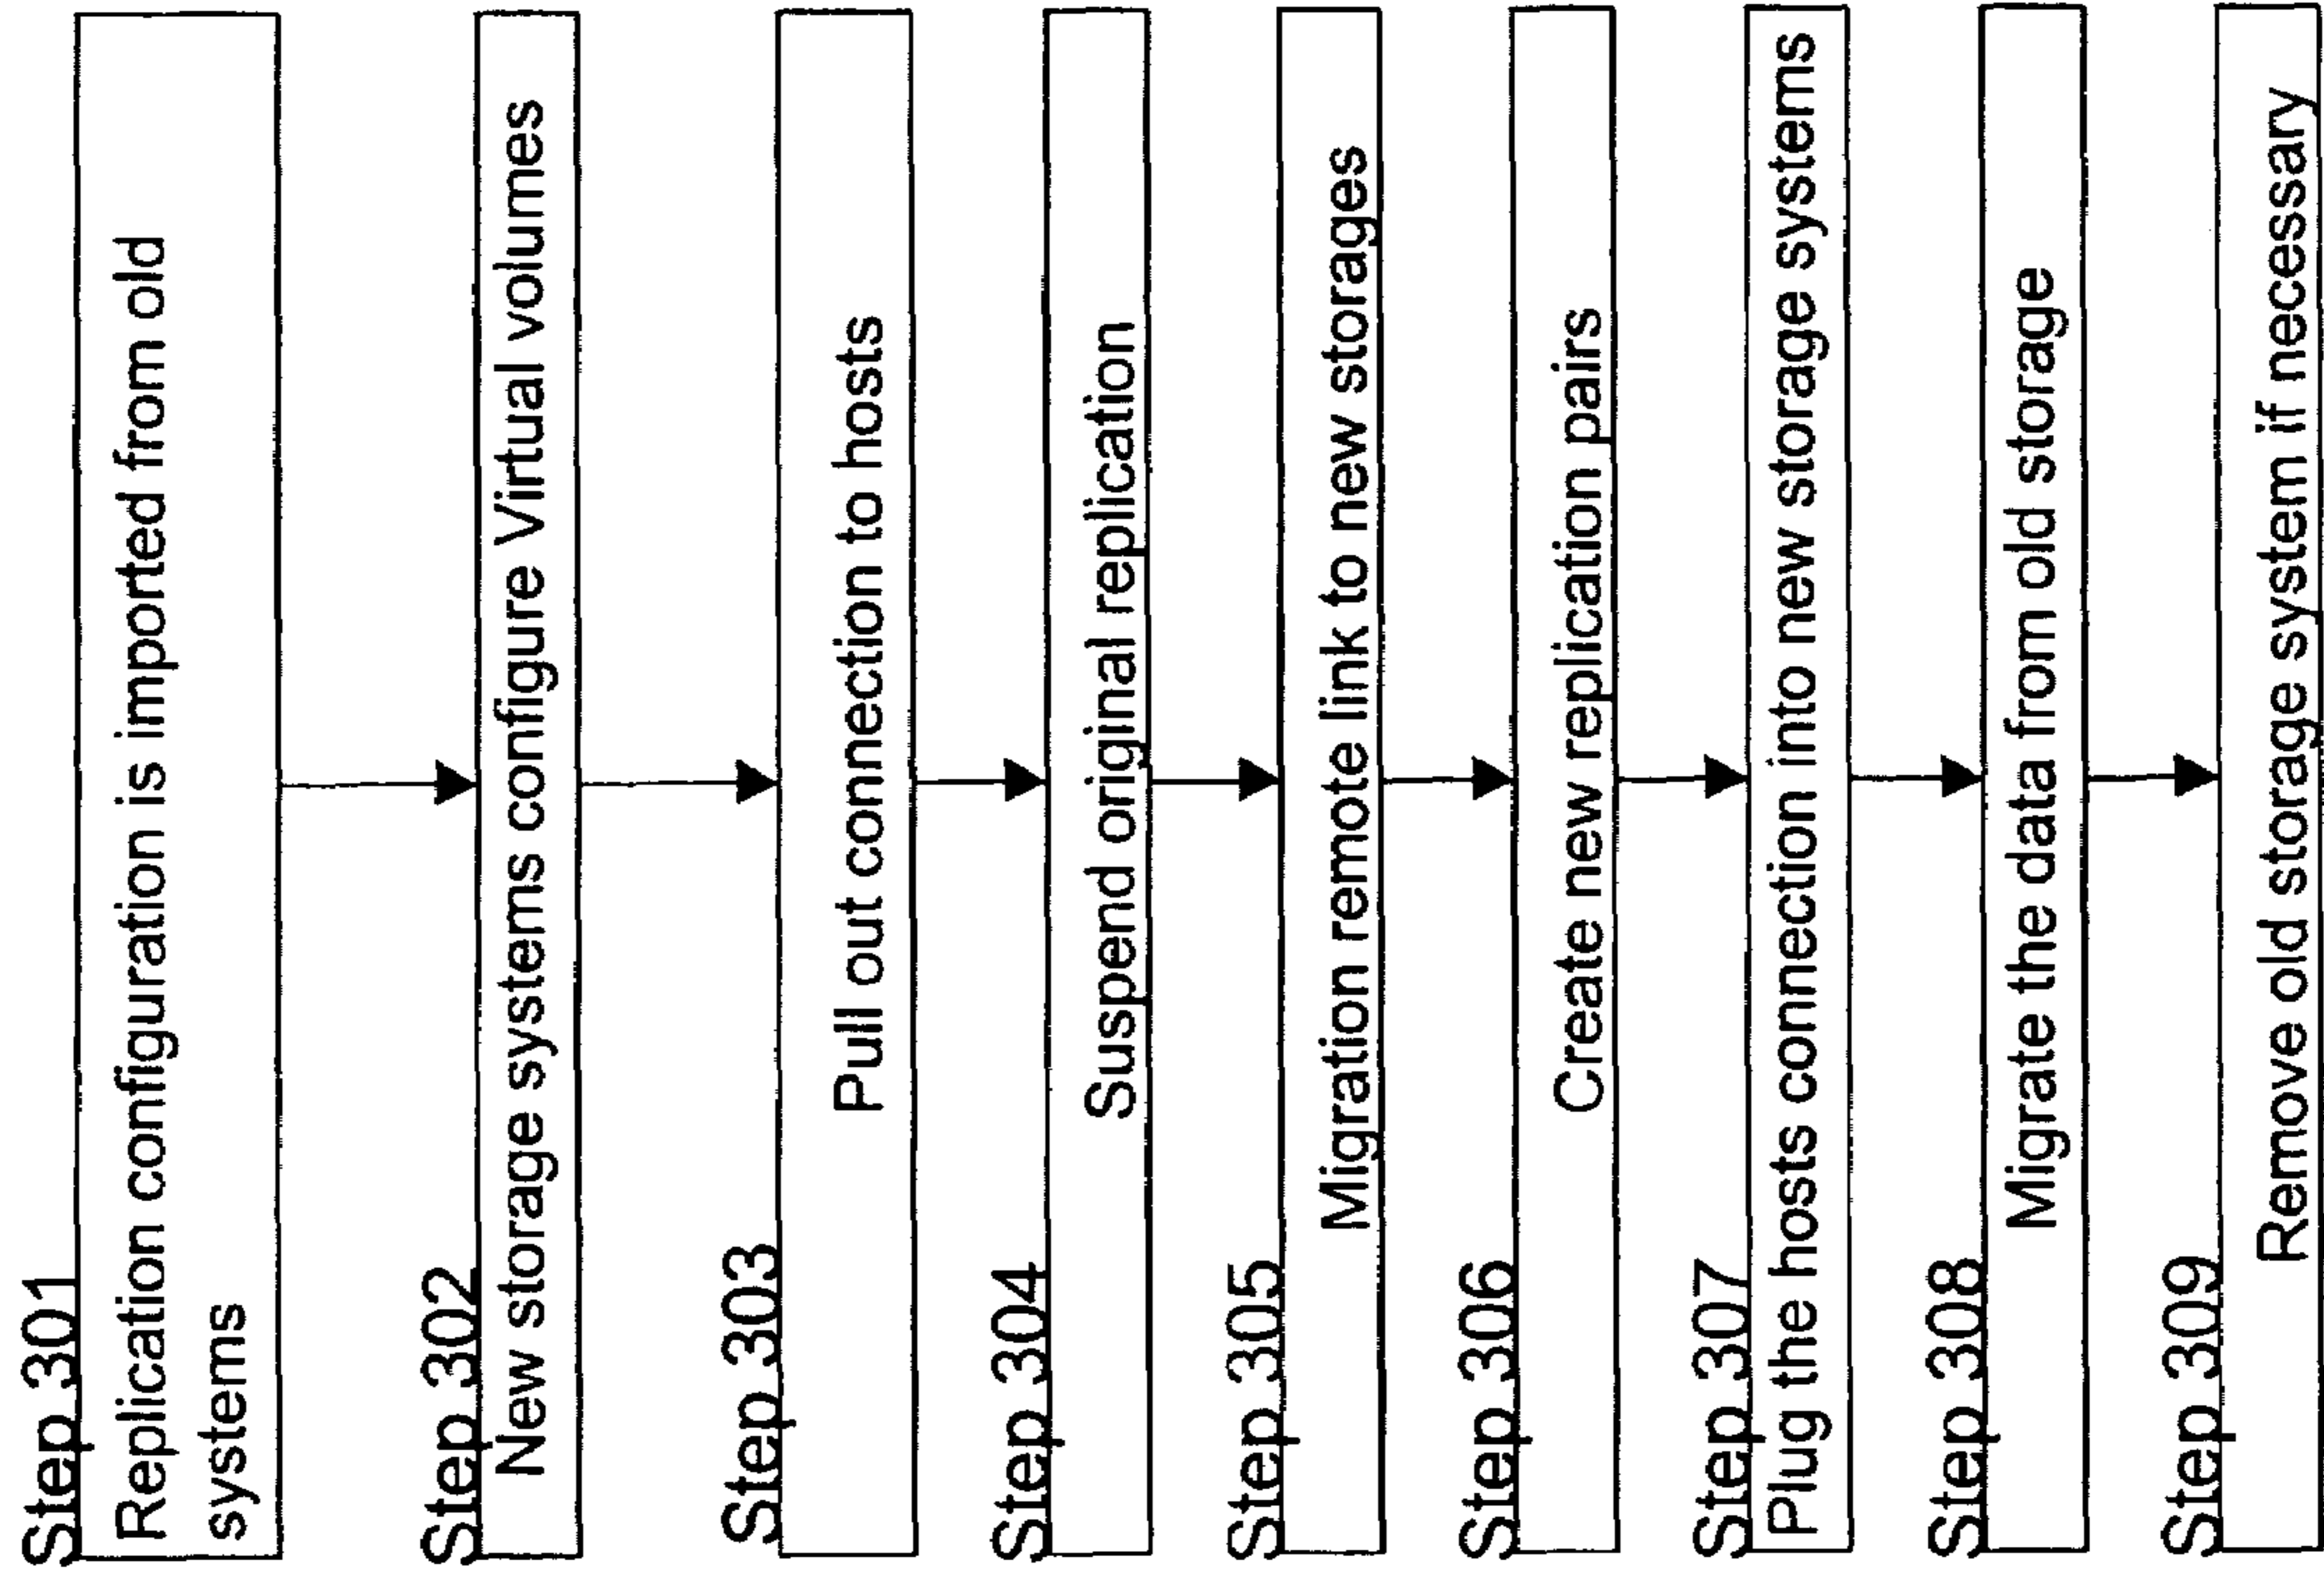 Step 301
Replication configuration is imported from old
systems
Step 302
New storage systems configure Virtual volumes
Step 303
Pull out connection to hosts
Step 304
Suspend original replication
Step 305
Migration remote link to new storages
Step 306
Create new replication pairs
Step 307
Plug the hosts connection into new storage systems
Step 308
Migrate the data from old storage
Step 309
Remove old storage system if necessary